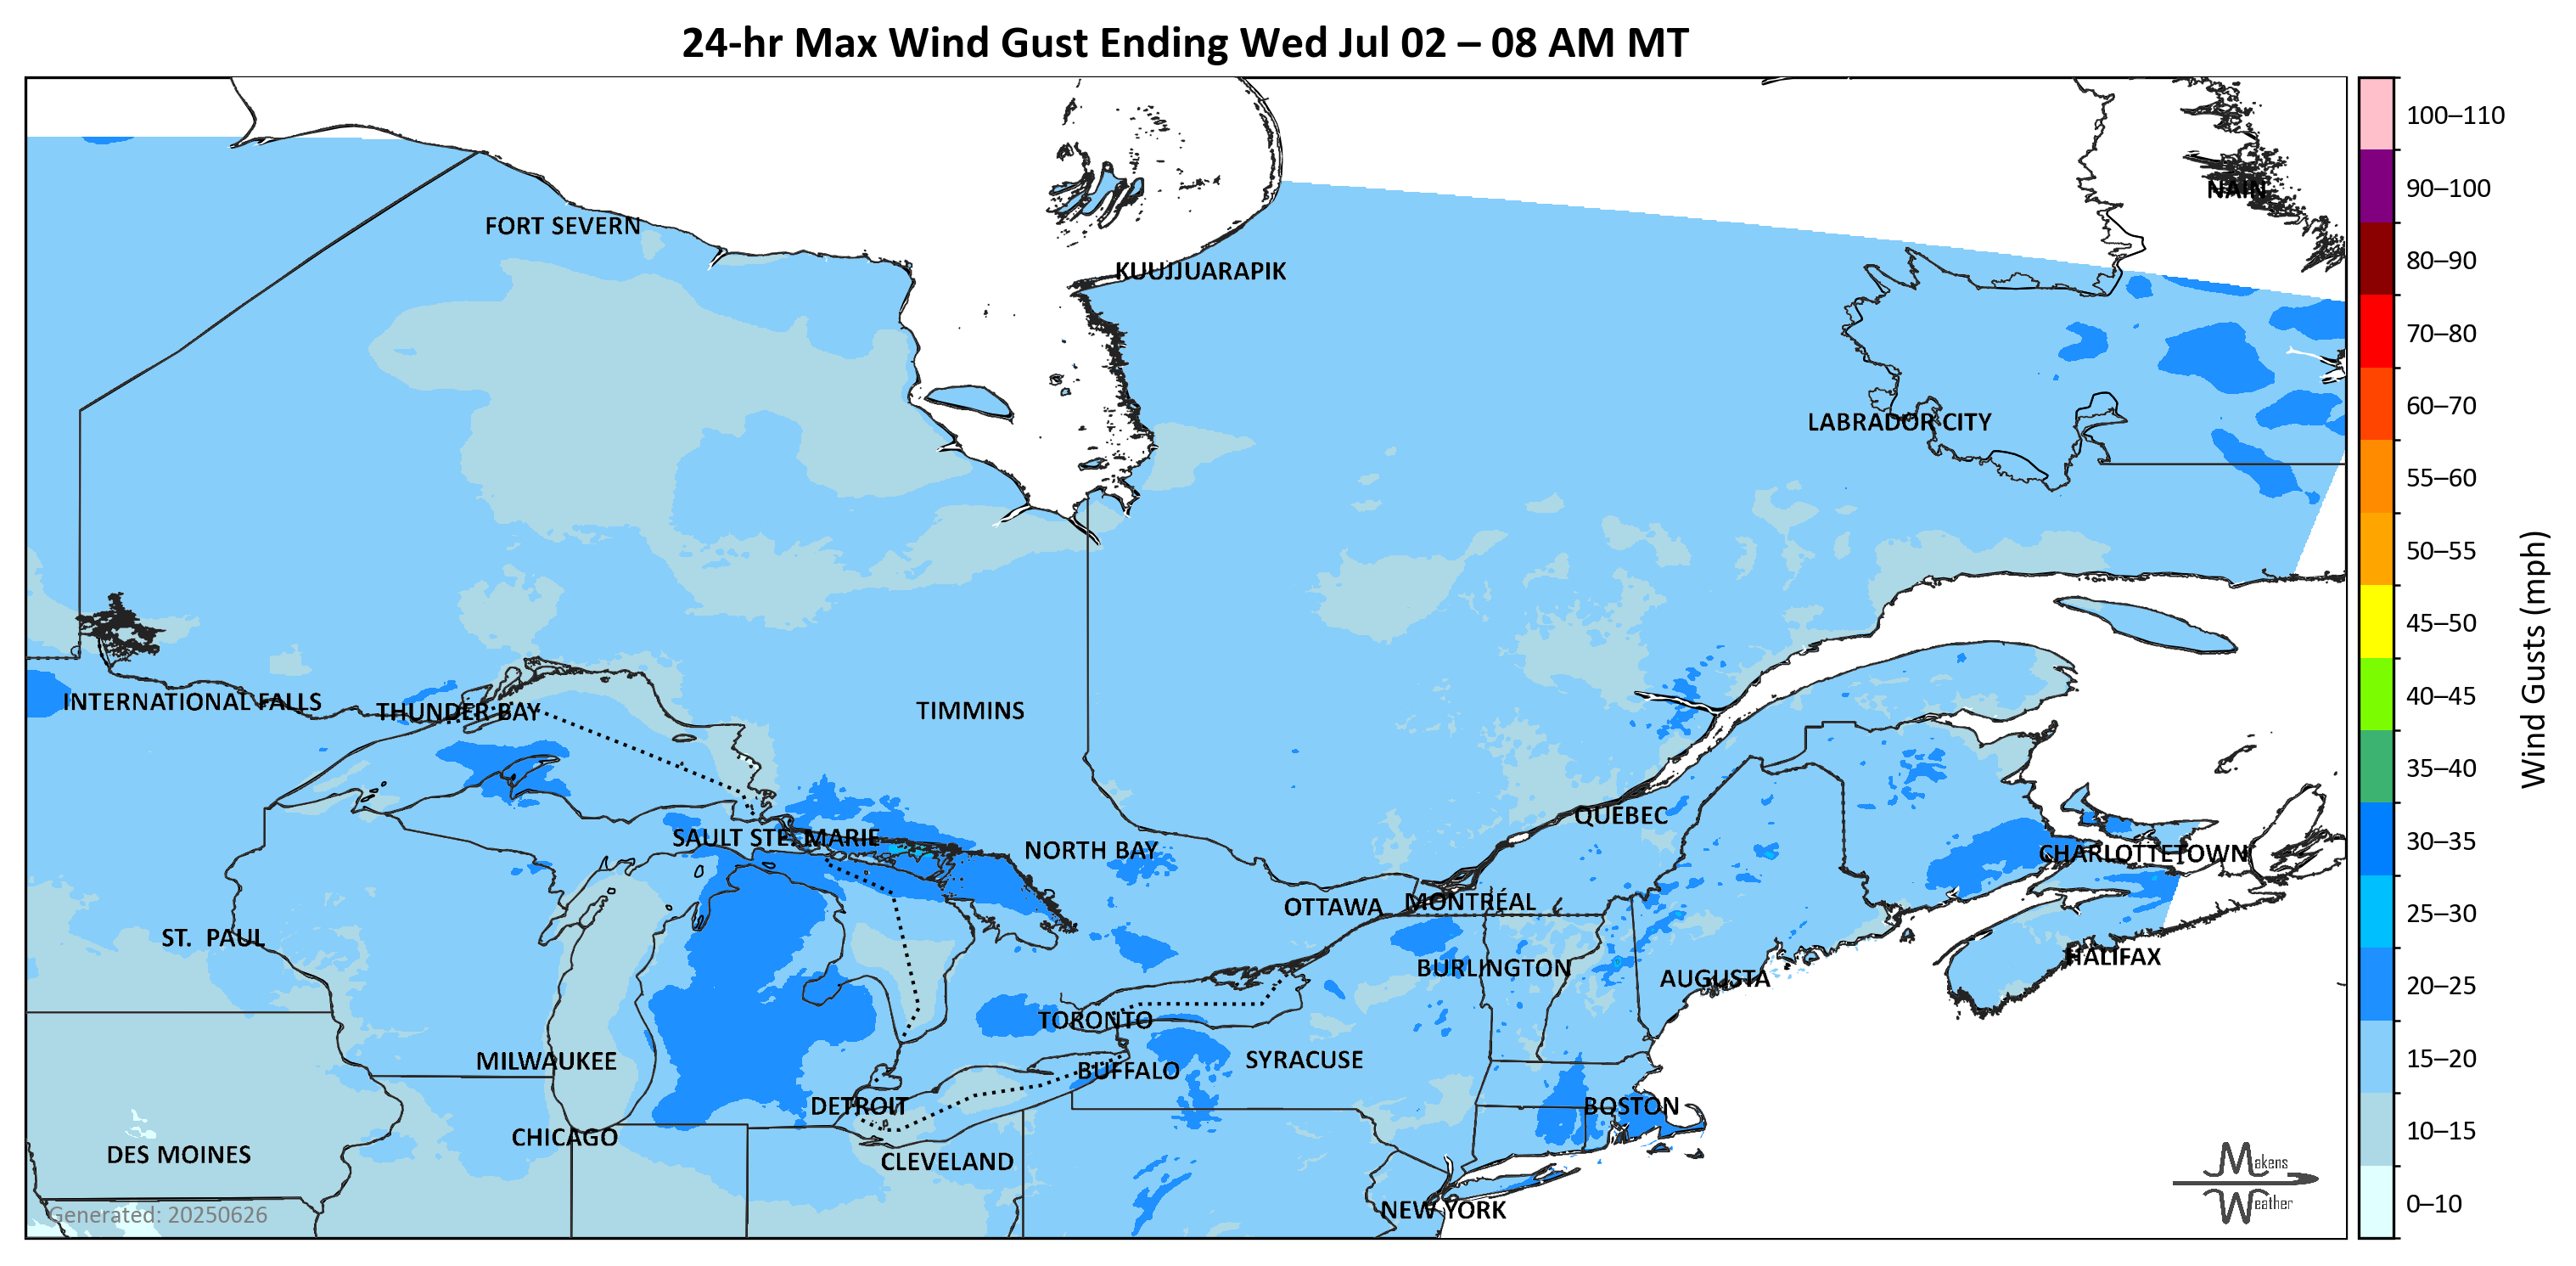 24-hr Max Wind Gust Ending Wed Jul 02 – 08 AM MT
100–110
90–100
NAIN
FORT SEVERN
80–90
KUUJJUARAPIK
70–80
60–70
LABRADOR CITY
55–60
50–55
45–50
Wind Gusts (mph)
40–45
INTERNATIONAL FALLS
THUNDER BAY
TIMMINS
35–40
QUÉBEC
SAULT STE. MARIE
30–35
NORTH BAY
CHARLOTTETOWN
MONTRÉAL
OTTAWA
25–30
ST. PAUL
HALIFAX
BURLINGTON
AUGUSTA
20–25
TORONTO
MILWAUKEE
SYRACUSE
15–20
BUFFALO
DETROIT
BOSTON
CHICAGO
10–15
DES MOINES
CLEVELAND
Makens
Weather
0–10
NEW YORK
Generated: 20250626